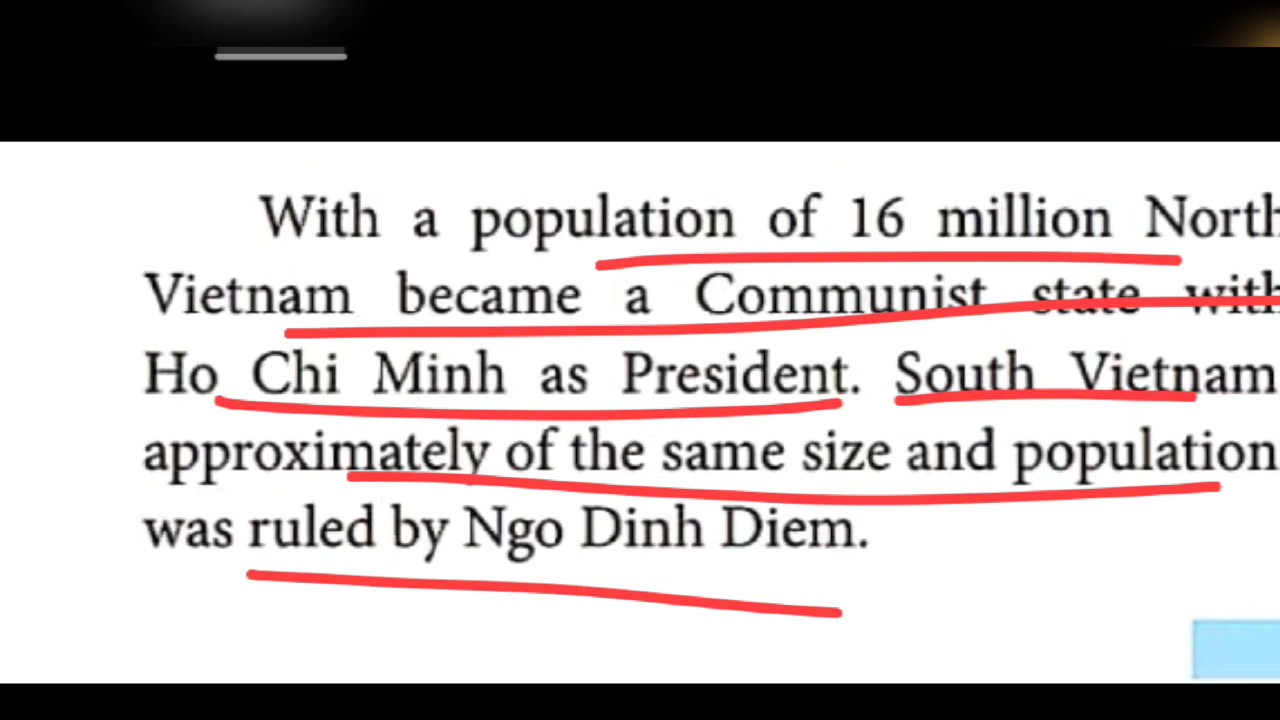 With a population of 16 million North
Vietnam became a Communist state with
Ho Chi Minh as President. South Vietnam
approximately of the same size and population
was ruled by Ngo Dinh Diem.